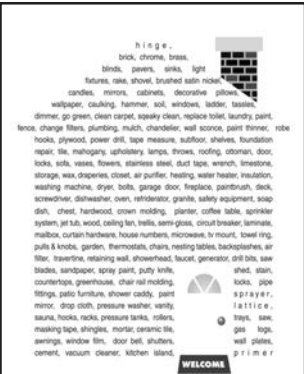 hinge,
brick, chrome, brass,
blinds, pavers, sinks, light
fixtures, rake, shovel, brushed satin nickel,
candles, mirrors, cabinets, decorative pillows,
wallpaper, caulking, hammer, soil, windows, ladder, tassles,
dimmer, go green, clean carpet, sqeaky clean, replace toilet, laundry, paint,
fence, change filters, plumbing, mulch, chandelier, wall sconce, paint thinner, robe
hooks, plywood, power drill, tape measure, subfloor, shelves, foundation
repair, tile, mahogany, upholstery, lamps, throws, roofing, ottoman, door,
locks, sofa, vases, flowers, stainless steel, duct tape, wrench, limestone,
storage, wax, draperies, closet, air purifier, heating, water heater, insulation,
washing machine, dryer, bolts, garage door, fireplace, paintbrush, deck,
screwdriver, dishwasher, oven, refriderator, granite, safety equipment, soap
dish, chest, hardwood, crown molding, planter, coffee table, sprinkler
system, jet tub, wood, ceiling fan, trellis, semi-gloss, circuit breaker, laminate,
mailbox, curtain hardware, house numbers, microwave, tv mount, towel ring,
pulls & knobs, garden, thermostats, chairs, nesting tables, backsplashes, air
filter, travertine, retaining wall, showerhead, faucet, generator, drill bits, saw
blades, sandpaper, spray paint, putty knife, shed, stain,
countertops, greenhouse, chair rail molding, locks, pipe
fittings, patio furniture, shower caddy, paint sprayer,
mirror, drop cloth, pressure washer, vanity, lattice,
sauna, hooks, racks, pressure tanks, rollers, trays, saw,
masking tape, shingles, mortar, ceramic tile, gas logs,
awnings, window film, door bell, shutters, wall plates,
cement, vacuum cleaner, kitchen island, primer
WELCOME